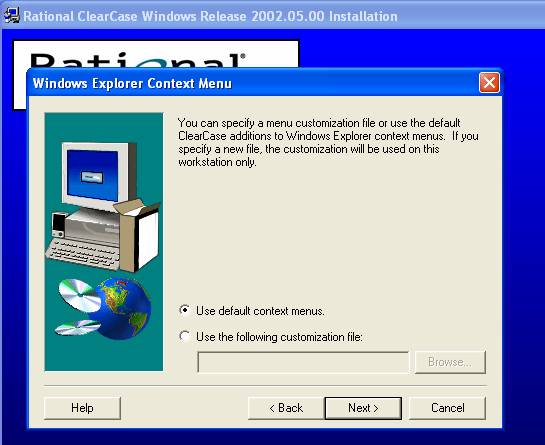 Rational ClearCase Windows Release 2002.05.00 Installation
Rational
Windows Explorer Context Menu
You can specify a menu customization file or use the default
ClearCase additions to Windows Explorer context menus. If you
specify a new file, the customization will be used on this
workstation only.
Use default context menus.
Use the following customization file:
Browse...
Help
< Back
Next >
Cancel